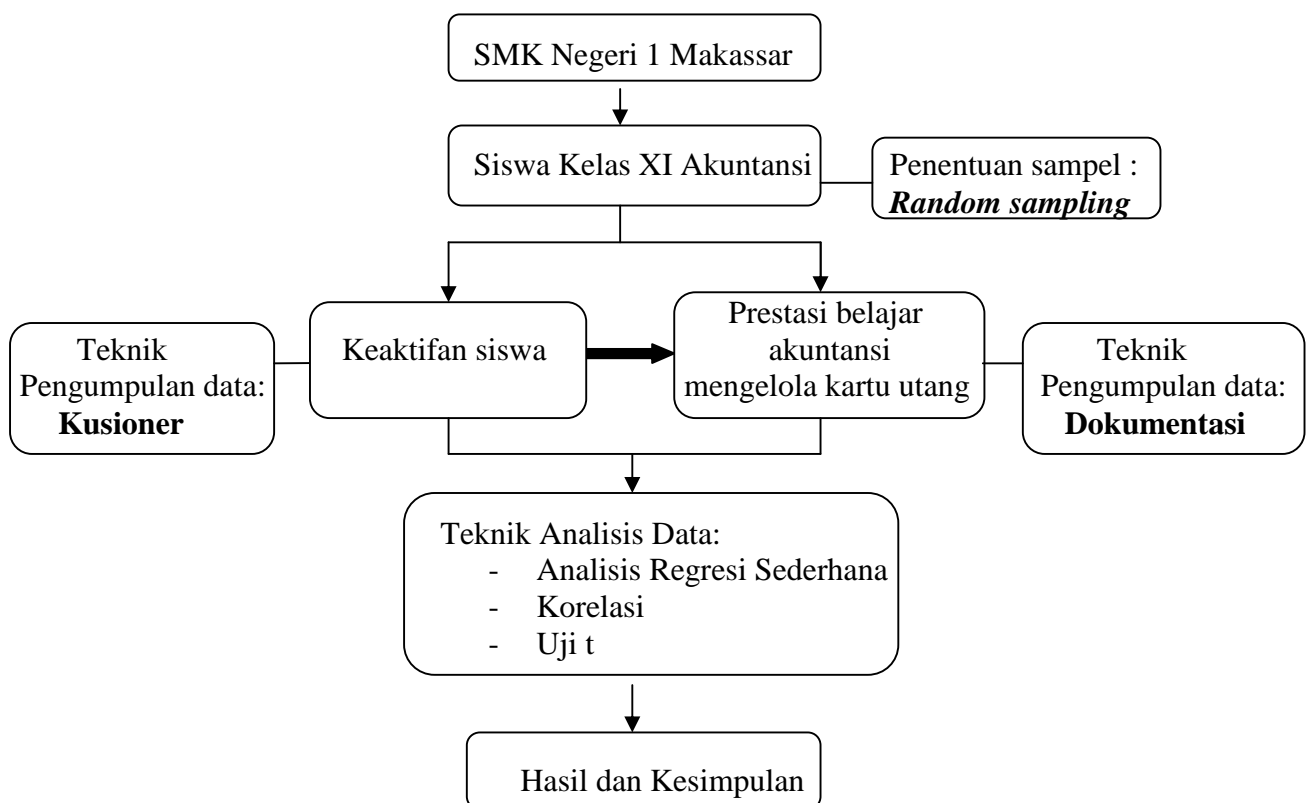 SMK Negeri 1 Makassar
Siswa Kelas XI Akuntansi
Penentuan sampel :
Random sampling
Teknik
Pengumpulan data:
Kusioner
Keaktifan siswa
Prestasi belajar
akuntansi
mengelola kartu utang
Teknik
Pengumpulan data:
Dokumentasi
Teknik Analisis Data:
- Analisis Regresi Sederhana
- Korelasi
- Uji t
Hasil dan Kesimpulan